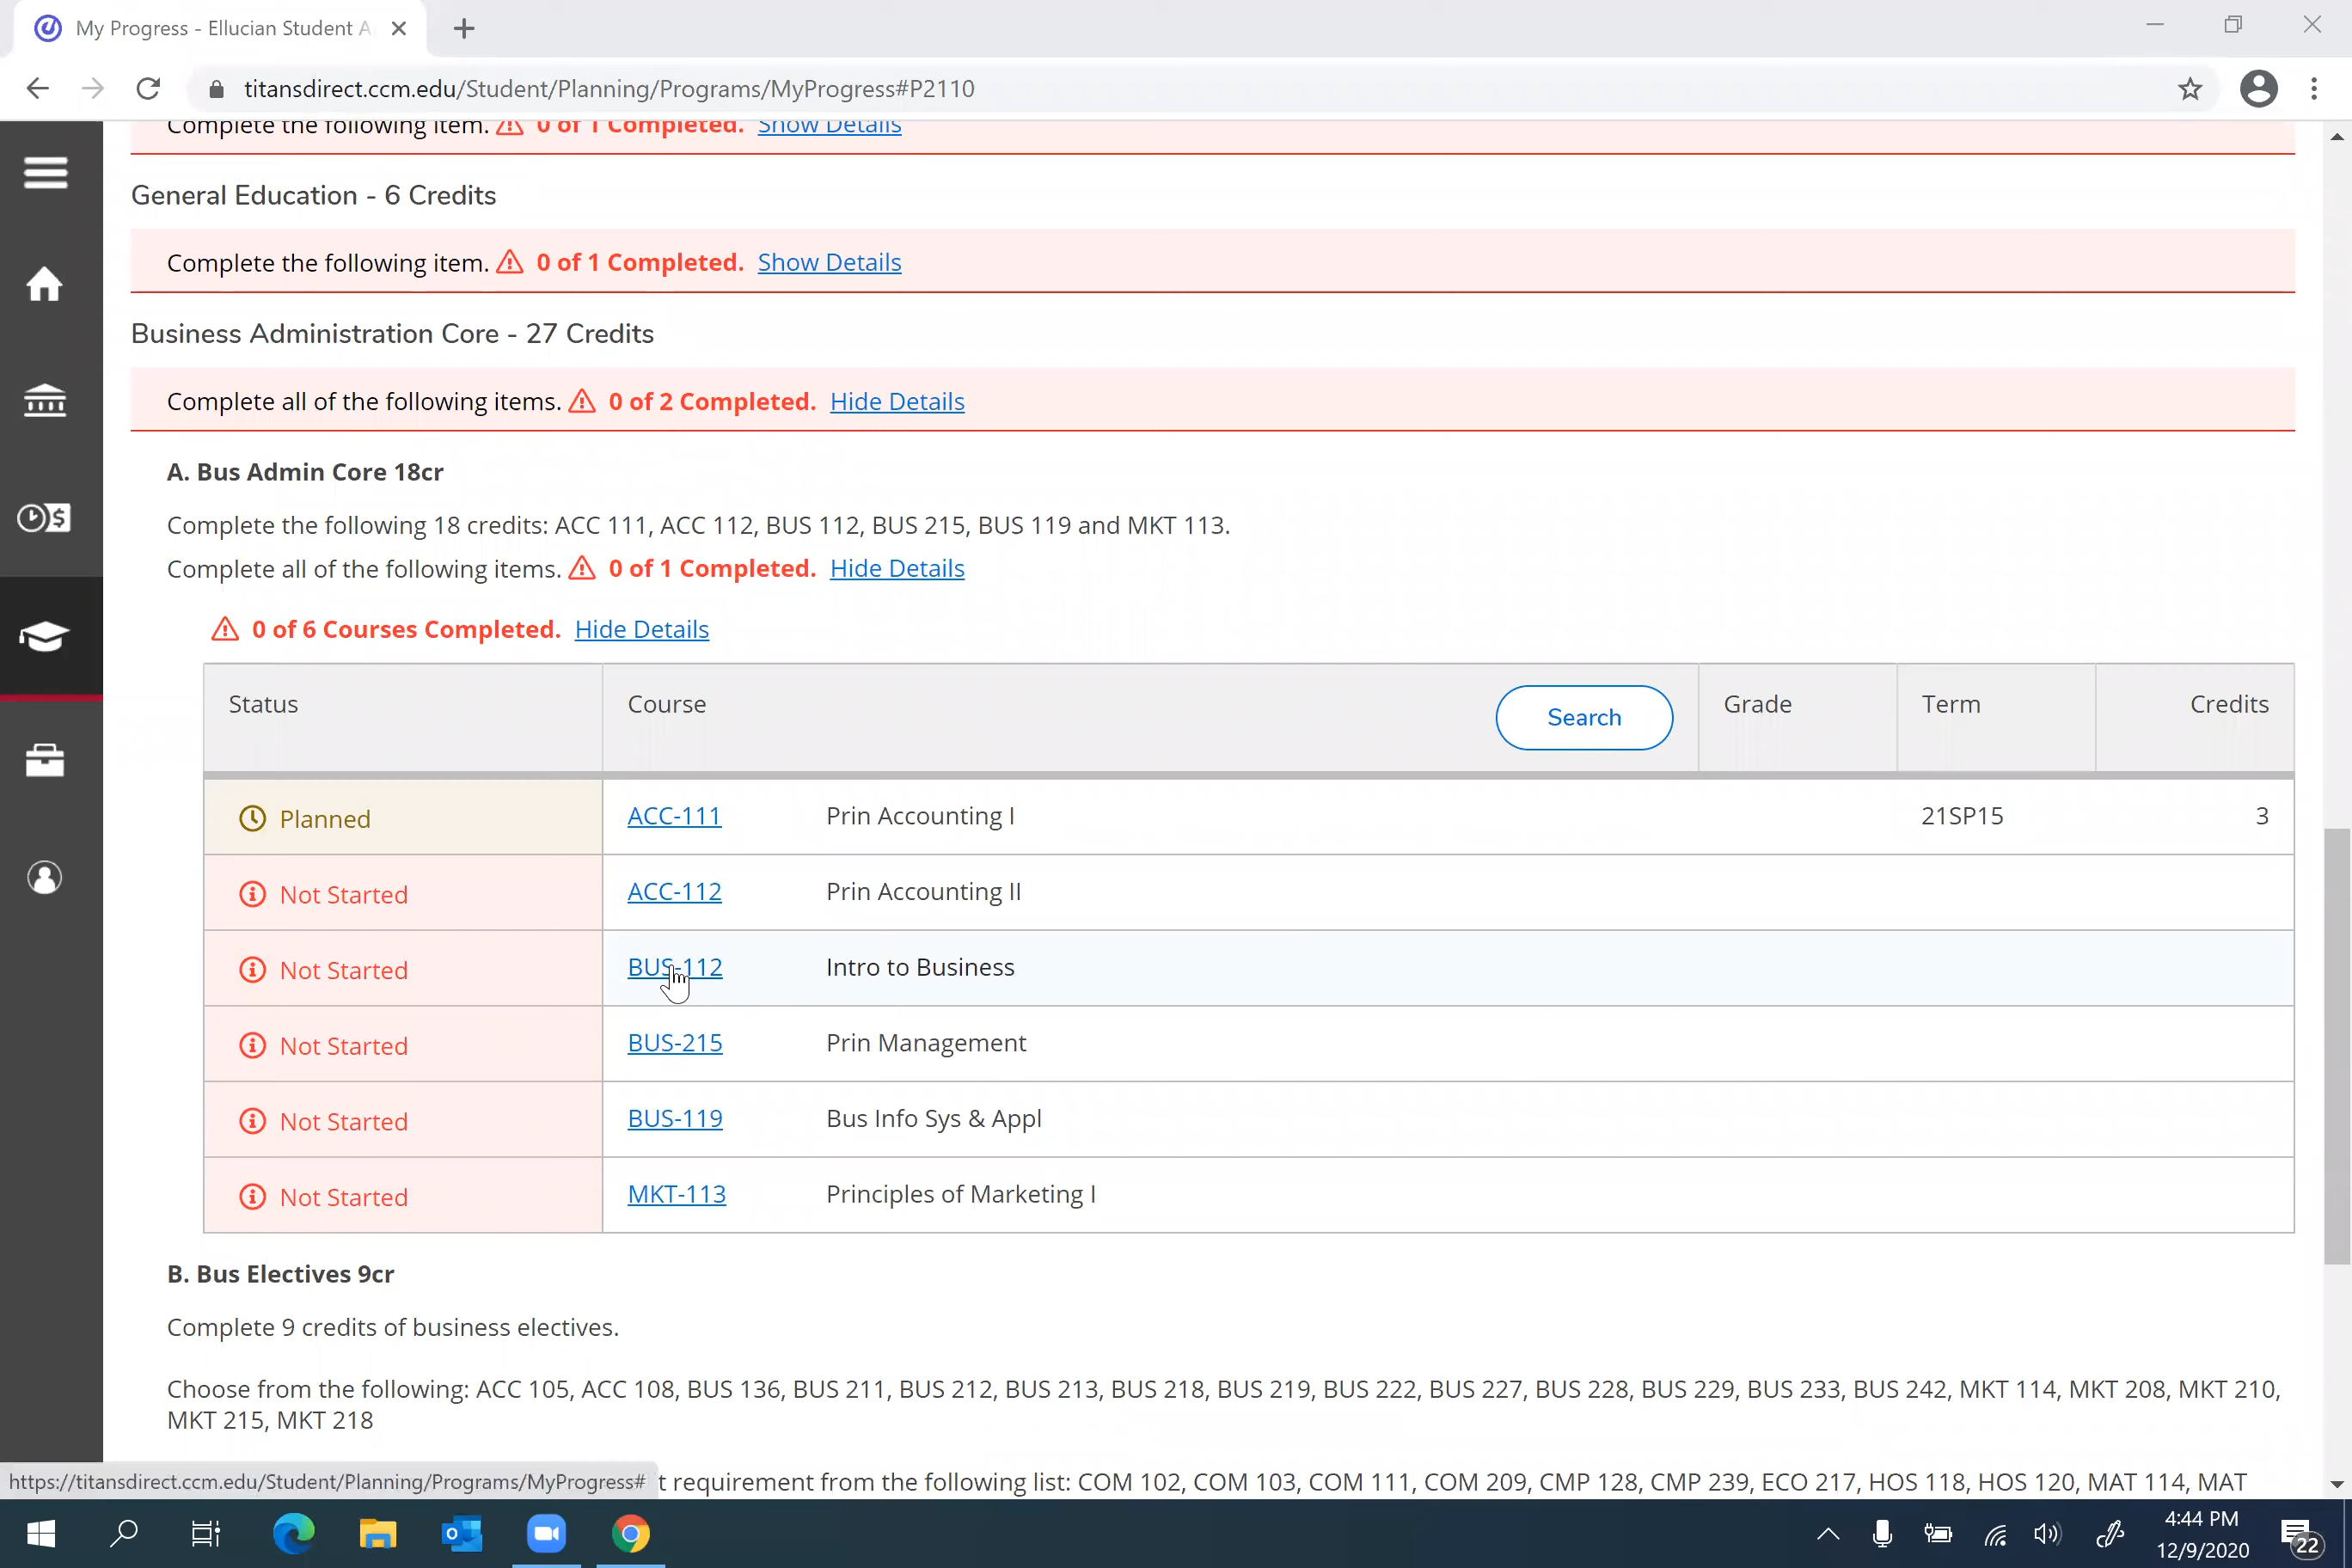 My Progress - Ellucian Student A
titansdirect.ccm.edu/Student/Planning/Programs/MyProgress#P2110
Complete the following item. 0 of 1 Completed. Show Details
General Education - 6 Credits
Complete the following item. 0 of 1 Completed. Show Details
Business Administration Core - 27 Credits
Complete all of the following items. 0 of 2 Completed. Hide Details
A. Bus Admin Core 18cr
Complete the following 18 credits: ACC 111, ACC 112, BUS 112, BUS 215, BUS 119 and MKT 113.
Complete all of the following items. 0 of 1 Completed. Hide Details
0 of 6 Courses Completed. Hide Details
Status Course Search Grade Term Credits
Planned ACC-111 Prin Accounting I 21SP15 3
Not Started ACC-112 Prin Accounting II
Not Started BUS-112 Intro to Business
Not Started BUS-215 Prin Management
Not Started BUS-119 Bus Info Sys & Appl
Not Started MKT-113 Principles of Marketing I
B. Bus Electives 9cr
Complete 9 credits of business electives.
Choose from the following: ACC 105, ACC 108, BUS 136, BUS 211, BUS 212, BUS 213, BUS 218, BUS 219, BUS 222, BUS 227, BUS 228, BUS 229, BUS 233, BUS 242, MKT 114, MKT 208, MKT 210,
MKT 215, MKT 218
https://titansdirect.ccm.edu/Student/Planning/Programs/MyProgress# t requirement from the following list: COM 102, COM 103, COM 111, COM 209, CMP 128, CMP 239, ECO 217, HOS 118, HOS 120, MAT 114, MAT
4:44 PM
12/9/2020
22